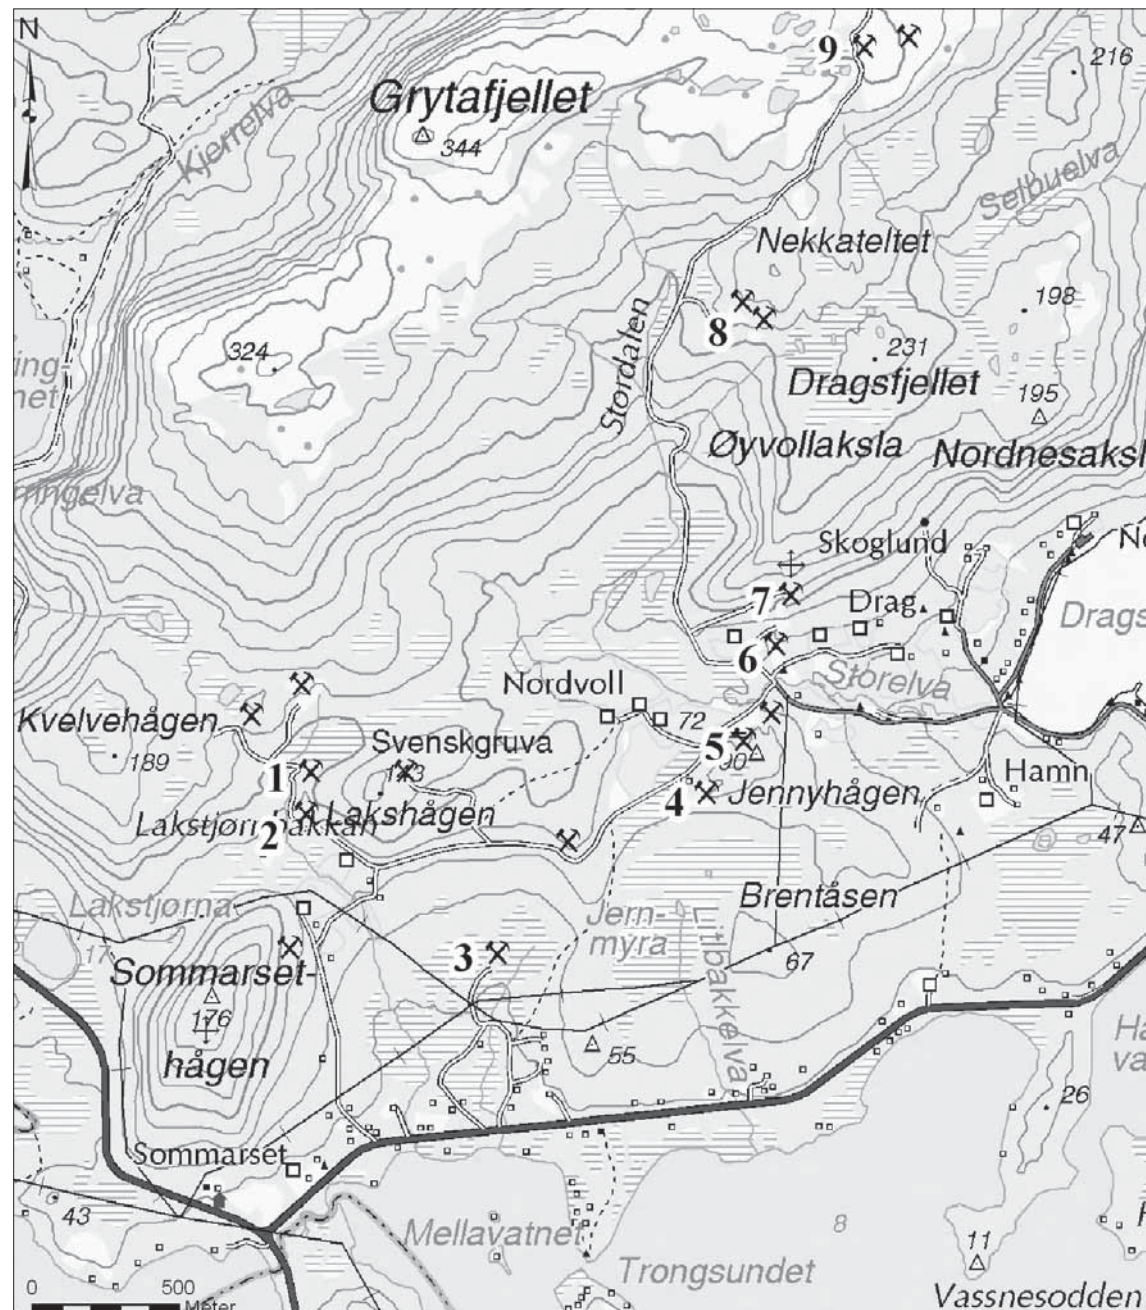 N
9
216
Grytafjellet
344
Kjerrelva
Selbuelva
Nekkateltet
198
8
324
231
Stordalen
Dragsfjellet
195
Øyvollaksla
Nordnesaksl
Skoglund
7
Drag
Drags
6
Nordvoll
Storelva
Kvelvehågen
72
Svenskgruva
5
189
1
Hamn
4
Jennyhågen
Lakshågen
2
47
Brentåsen
Lakstjørna
Jern-
myra
17
3
67
Litlbakkelva
Sommarset-
176
55
hågen
26
Sommarset
43
Mellavatnet
8
11
Trongsundet
Vassnesodden
0 500
Meter